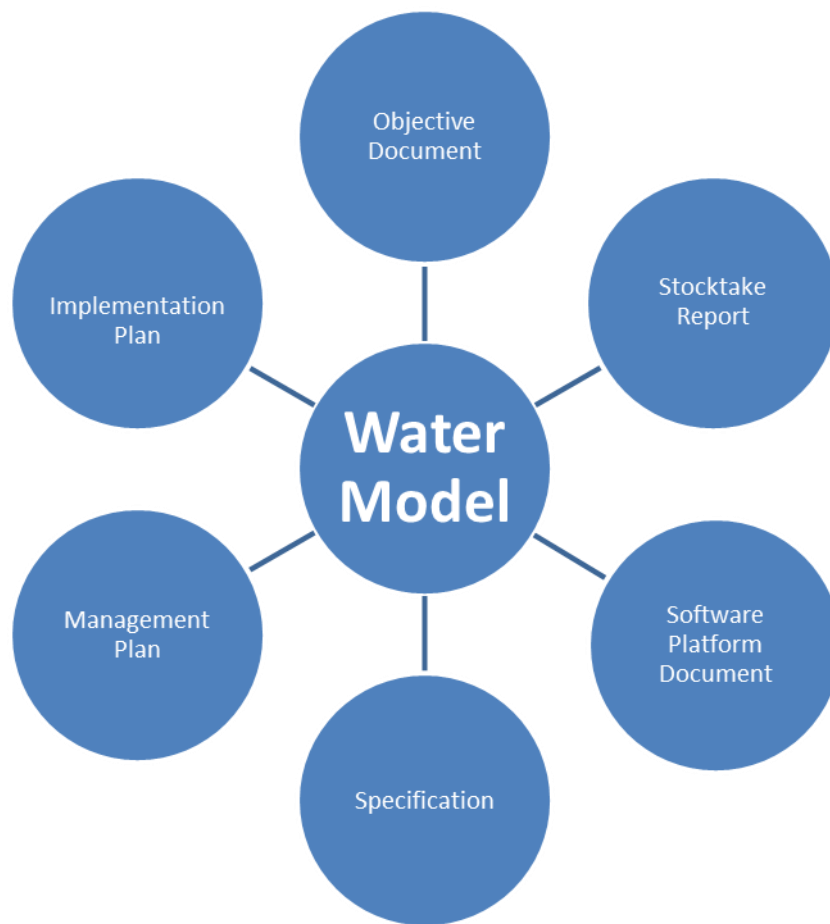 Objective
Document
Stocktake
Report
Software
Platform
Document
Specification
Management
Plan
Implementation
Plan
Water
Model